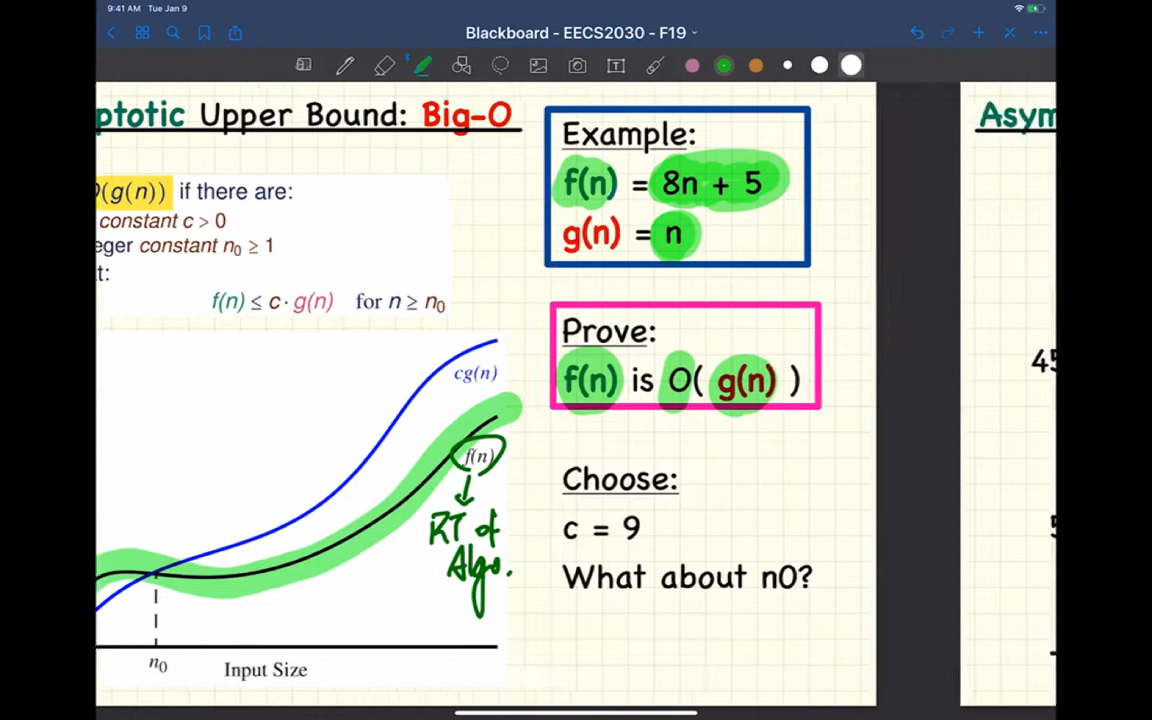 9:41 AM Tue Jan 9
Blackboard - EECS2030 - F19
ptotic Upper Bound: Big-O
(g(n)) if there are:
constant c > 0
eger constant n₀ ≥ 1
t:
f(n) ≤ c · g(n) for n ≥ n₀
cg(n)
f(n)
RT of
Algo.
n₀
Input Size
Example:
f(n) = 8n + 5
g(n) = n
Prove:
f(n) is O( g(n) )
Choose:
c = 9
What about n0?
Asym
45